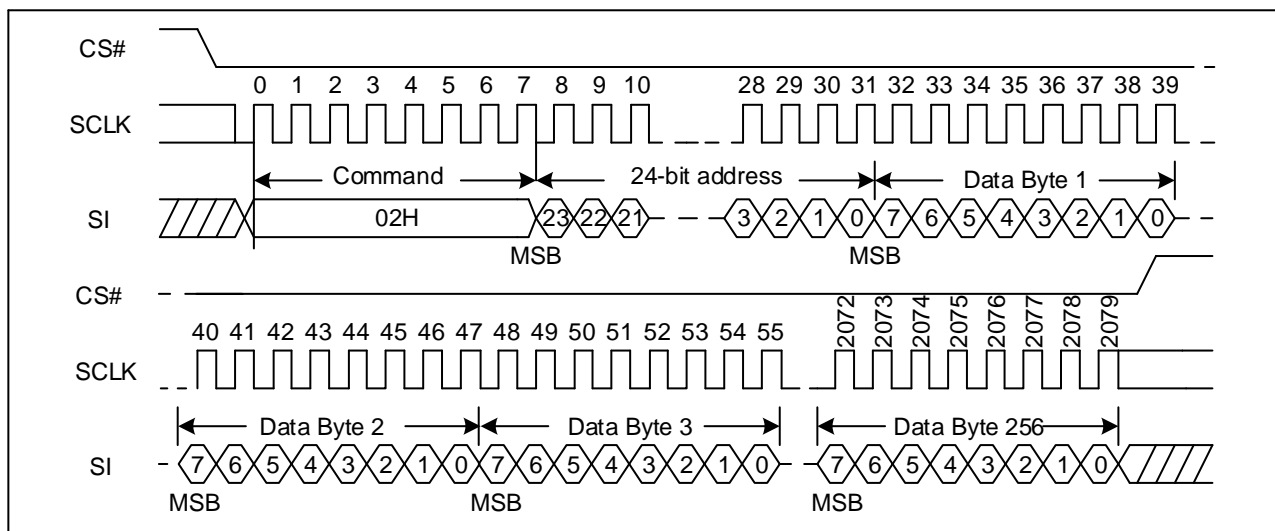 CS#
0 1 2 3 4 5 6 7 8 9 10 28 29 30 31 32 33 34 35 36 37 38 39
SCLK
Command 24-bit address Data Byte 1
SI 02H 23 22 21 3 2 1 0 7 6 5 4 3 2 1 0
MSB MSB
CS#
40 41 42 43 44 45 46 47 48 49 50 51 52 53 54 55 2072 2073 2074 2075 2076 2077 2078 2079
SCLK
Data Byte 2 Data Byte 3 Data Byte 256
SI 7 6 5 4 3 2 1 0 7 6 5 4 3 2 1 0 7 6 5 4 3 2 1 0
MSB MSB MSB